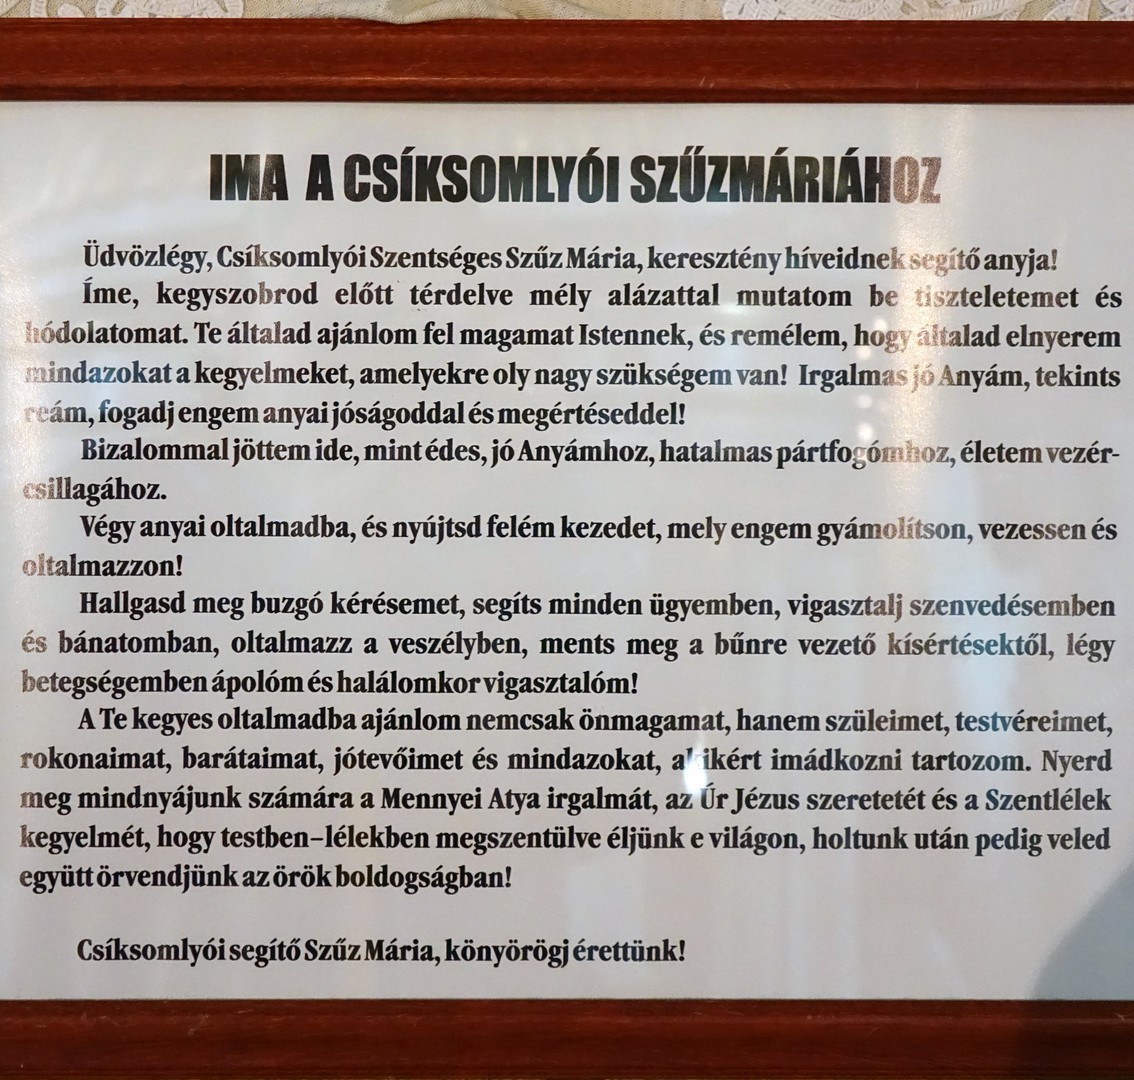 IMA A CSÍKSOMLYÓI SZŰZMÁRIÁHOZ
Üdvözlégy, Csíksomlyói Szentséges Szűz Mária, keresztény híveidnek segítő anyja!
Íme, kegyszobrod előtt térdelve mély alázattal mutatom be tiszteletemet és
hódolatomat. Te általad ajánlom fel magamat Istennek, és remélem, hogy általad elnyerem
mindazokat a kegyelmeket, amelyekre oly nagy szükségem van! Irgalmas jó Anyám, tekints
reám, fogadj engem anyai jóságoddal és megértéseddel!
Bizalommal jöttem ide, mint édes, jó Anyámhoz, hatalmas pártfogómhoz, életem vezér-
csillagához.
Végy anyai oltalmadba, és nyújtsd felém kezedet, mely engem gyámolítson, vezessen és
oltalmazzon!
Hallgasd meg buzgó kérésemet, segíts minden ügyemben, vigasztalj szenvedésemben
és bánatomban, oltalmazz a veszélyben, ments meg a bűnre vezető kísértésektől, légy
betegségemben ápolóm és halálomkor vigasztalóm!
A Te kegyes oltalmadba ajánlom nemcsak önmagamat, hanem szüleimet, testvéreimet,
rokonaimat, barátaimat, jótevőimet és mindazokat, akikért imádkozni tartozom. Nyerd
meg mindnyájunk számára a Mennyei Atya irgalmát, az Úr Jézus szeretetét és a Szentlélek
kegyelmét, hogy testben–lélekben megszentülve éljünk e világon, holtunk után pedig veled
együtt örvendjünk az örök boldogságban!
Csíksomlyói segítő Szűz Mária, könyörögj érettünk!